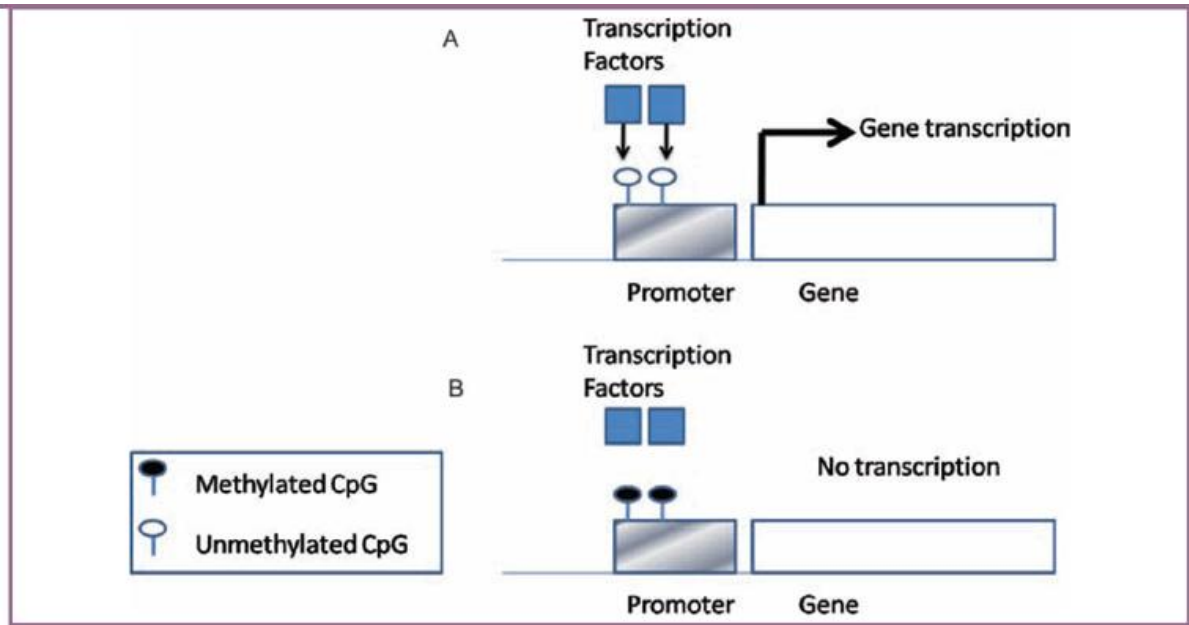 A
Transcription
Factors
Gene transcription
Promoter
Gene
B
Transcription
Factors
No transcription
Methylated CpG
Unmethylated CpG
Promoter
Gene